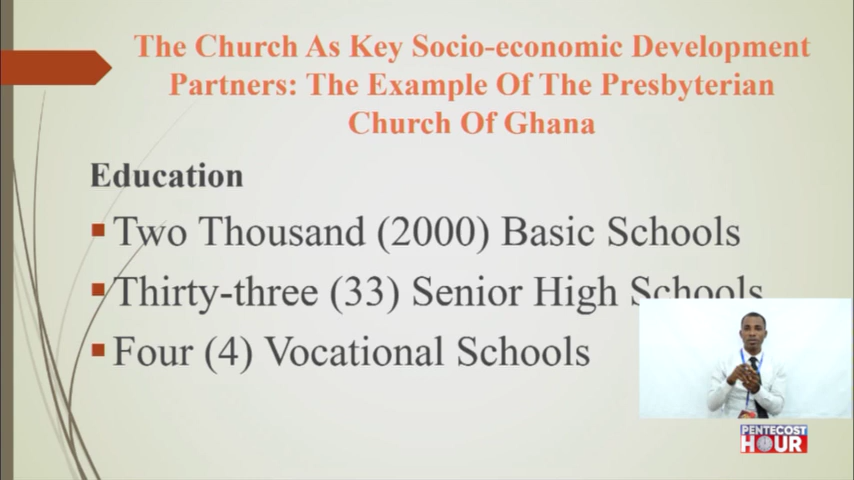 The Church As Key Socio-economic Development
Partners: The Example Of The Presbyterian
Church Of Ghana
Education
Two Thousand (2000) Basic Schools
Thirty-three (33) Senior High Schools
Four (4) Vocational Schools
PENTECOST
HOUR